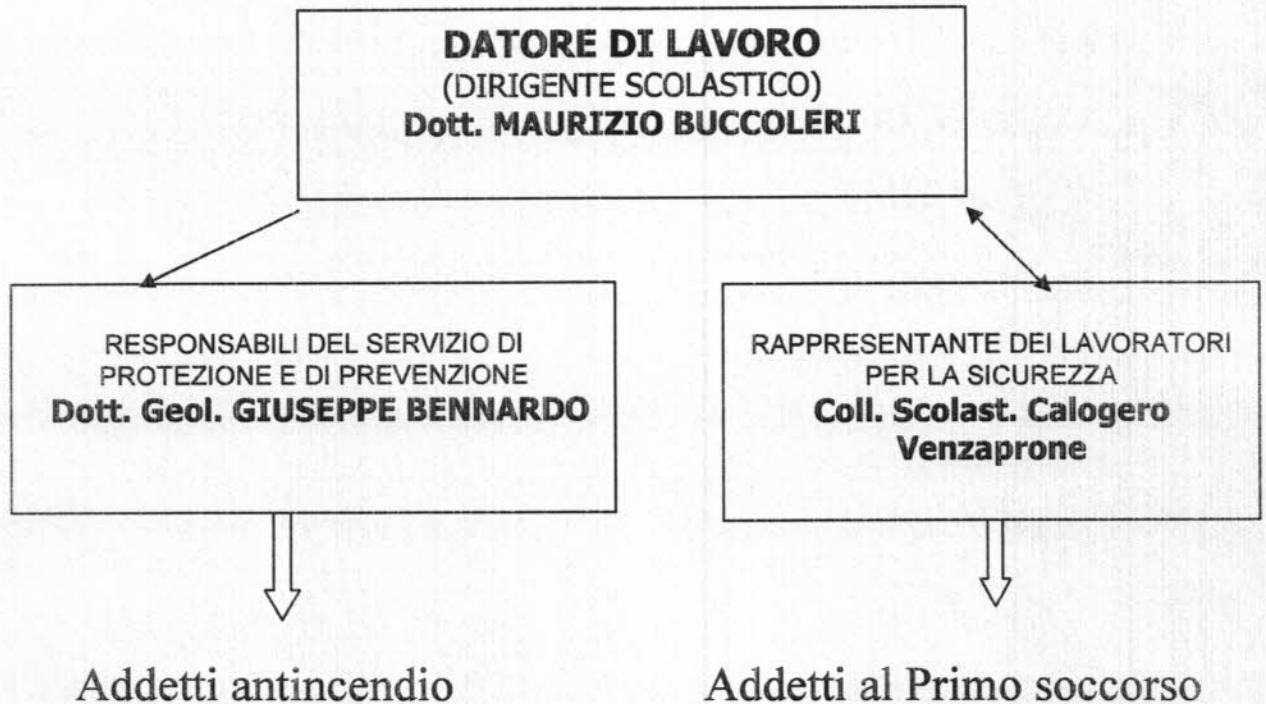 DATORE DI LAVORO
(DIRIGENTE SCOLASTICO)
Dott. MAURIZIO BUCCOLERI
RESPONSABILI DEL SERVIZIO DI
PROTEZIONE E DI PREVENZIONE
Dott. Geol. GIUSEPPE BENNARDO
RAPPRESENTANTE DEI LAVORATORI
PER LA SICUREZZA
Coll. Scolast. Calogero
Venzaprone
Addetti antincendio
Addetti al Primo soccorso